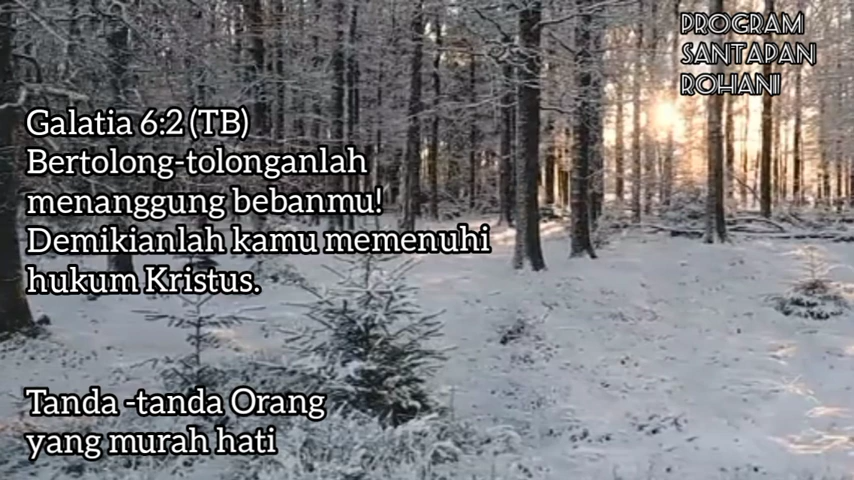 PROGRAM
SANTAPAN
ROHANI
Galatia 6:2 (TB)
Bertolong-tolonganlah
menanggung bebanmu!
Demikianlah kamu memenuhi
hukum Kristus.
Tanda -tanda Orang
yang murah hati